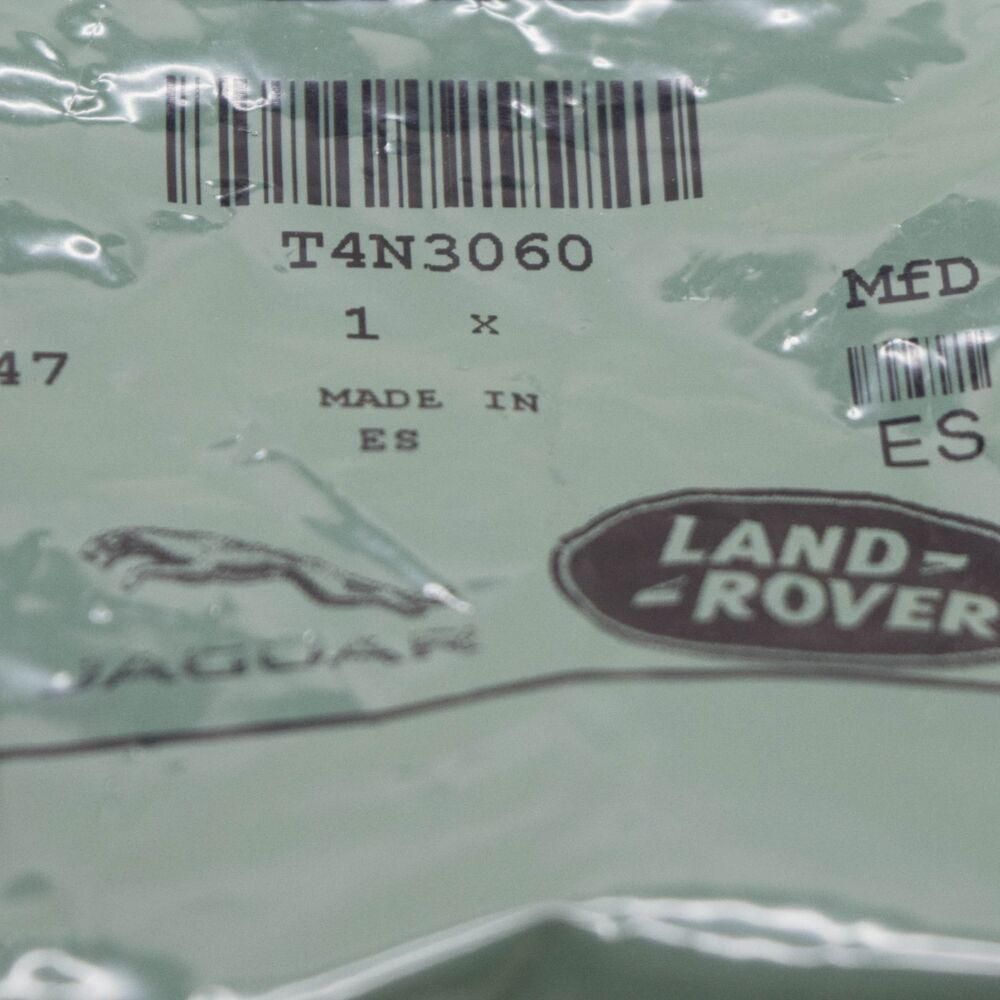 T4N3060
MfD
1 x
47
MADE IN
ES
ES
JAGUAR
LAND-
-ROVER